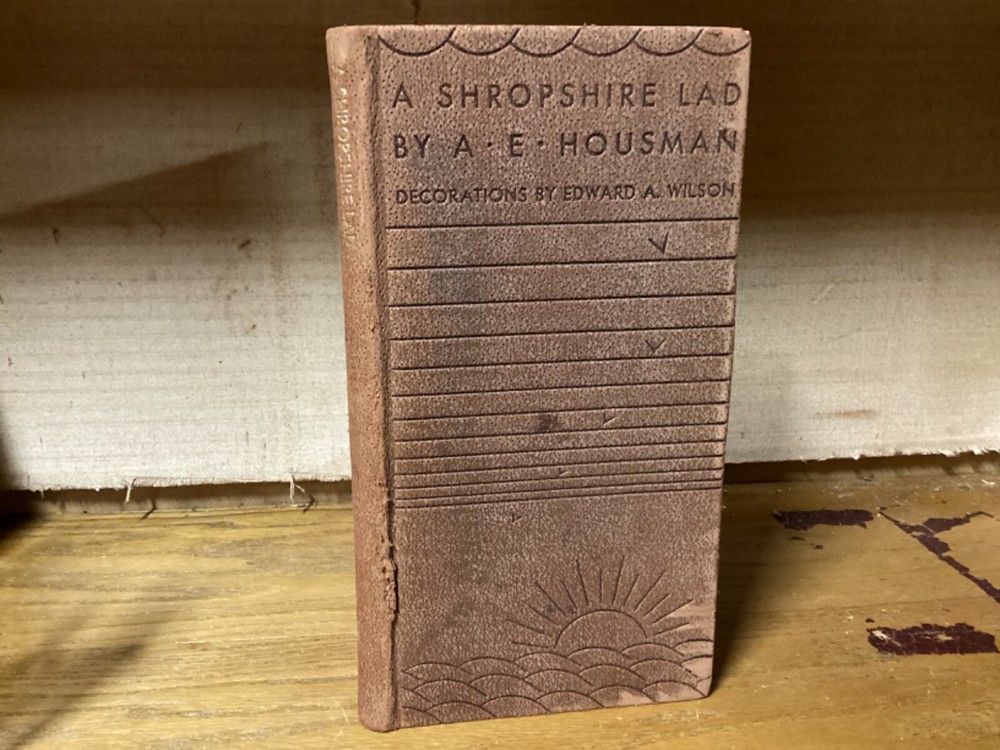 A SHROPSHIRE LAD
BY A · E · HOUSMAN
DECORATIONS BY EDWARD A. WILSON
A SHROPSHIRE LAD